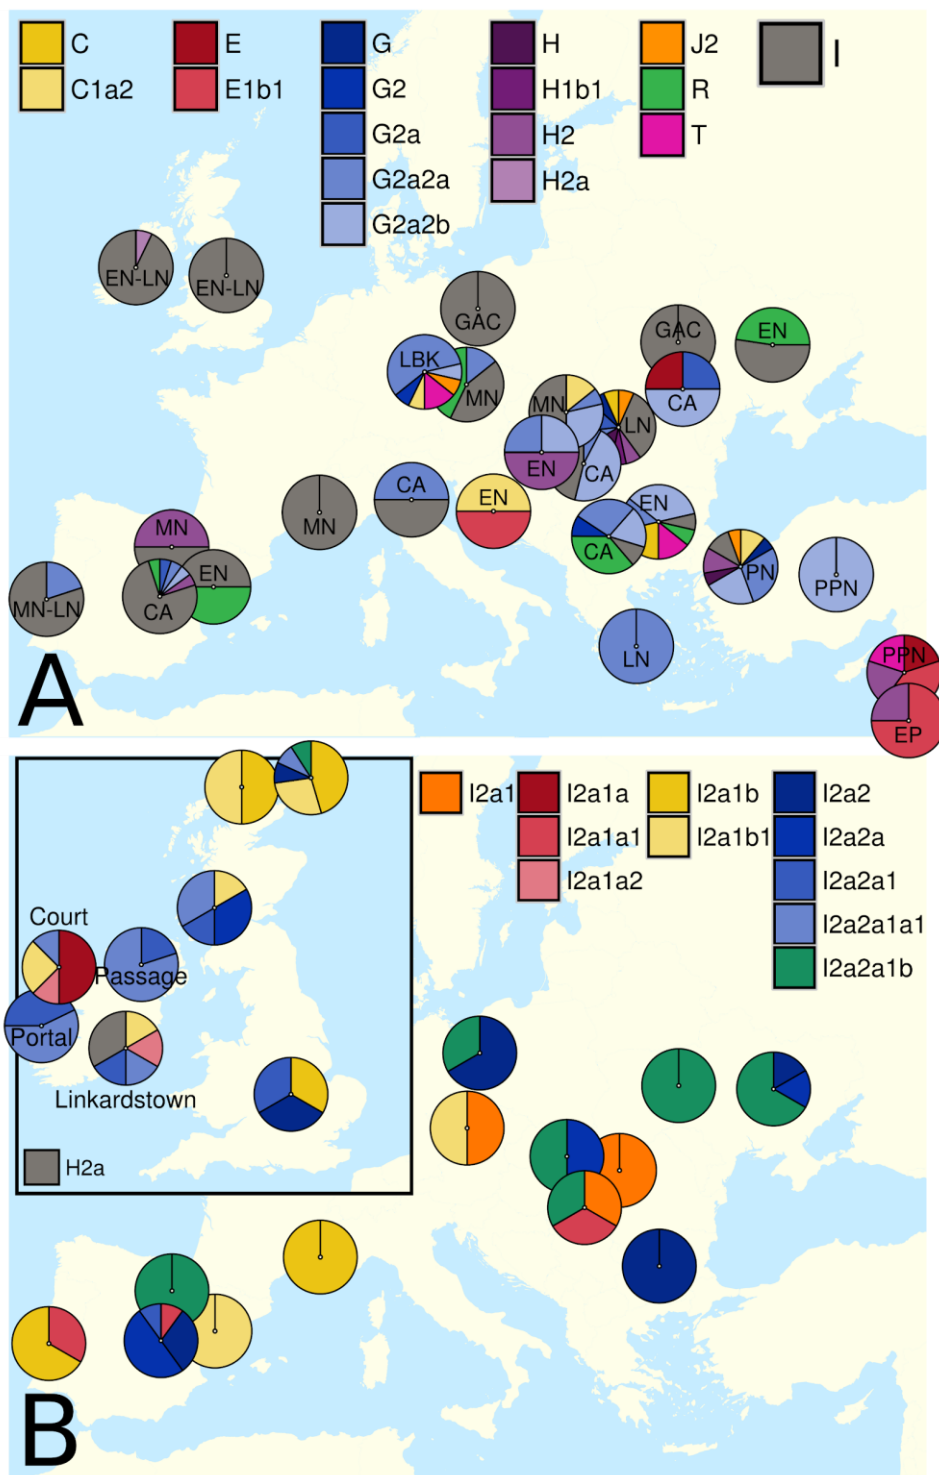 C
E
G
H
J2
I
C1a2
E1b1
G2
H1b1
R
G2a
H2
T
G2a2a
H2a
G2a2b
EN-LN
EN-LN
GAC
GAC
EN
LBK
MN
CA
MN
LN
EN
CA
CA
EN
MN
EN
CA
MN
EN
CA
MN-LN
PN
PPN
LN
PPN
EP
A
I2a1
I2a1a
I2a1b
I2a2
I2a1a1
I2a1b1
I2a2a
I2a1a2
I2a2a1
I2a2a1a1
I2a2a1b
Court
Passage
Portal
Linkardstown
H2a
B